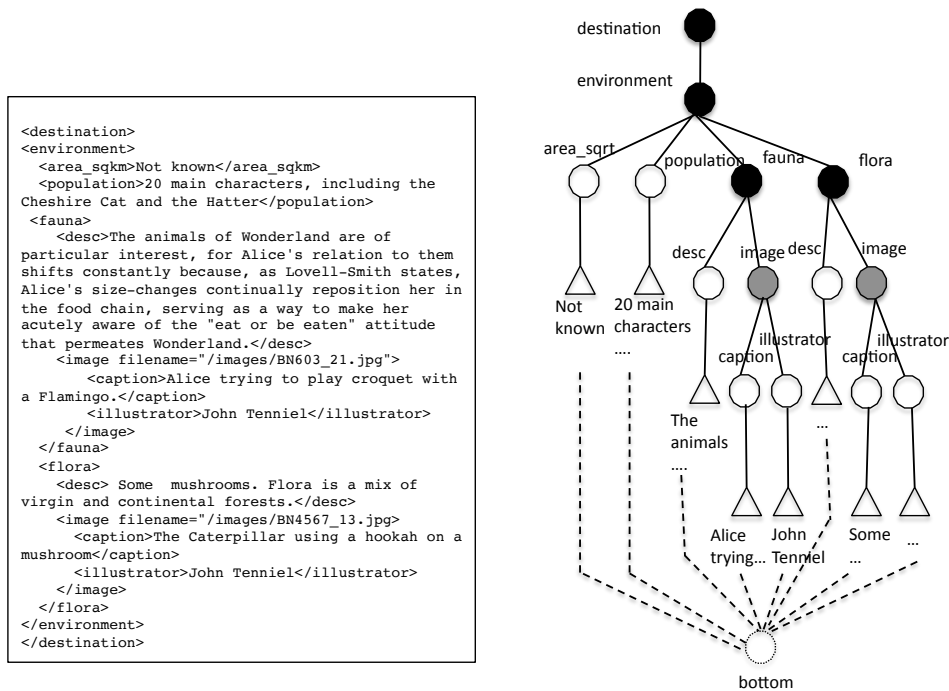 <destination>
<environment>
<area_sqkm>Not known</area_sqkm>
<population>20 main characters, including the
Cheshire Cat and the Hatter</population>
<fauna>
<desc>The animals of Wonderland are of
particular interest, for Alice's relation to them
shifts constantly because, as Lovell-Smith states,
Alice's size-changes continually reposition her in
the food chain, serving as a way to make her
acutely aware of the "eat or be eaten" attitude
that permeates Wonderland.</desc>
<image filename="/images/BN603_21.jpg">
<caption>Alice trying to play croquet with
a Flamingo.</caption>
<illustrator>John Tenniel</illustrator>
</image>
</fauna>
<flora>
<desc> Some  mushrooms. Flora is a mix of
virgin and continental forests.</desc>
<image filename="/images/BN4567_13.jpg>
<caption>The Caterpillar using a hookah on a
mushroom</caption>
<illustrator>John Tenniel</illustrator>
</image>
</flora>
</environment>
</destination>
destination
environment
area_sqrt
population
fauna
flora
desc
image
desc
image
Not
known
20 main
characters
....
caption
illustrator
caption
illustrator
The
animals
....
...
Alice
trying...
John
Tenniel
Some
...
...
bottom